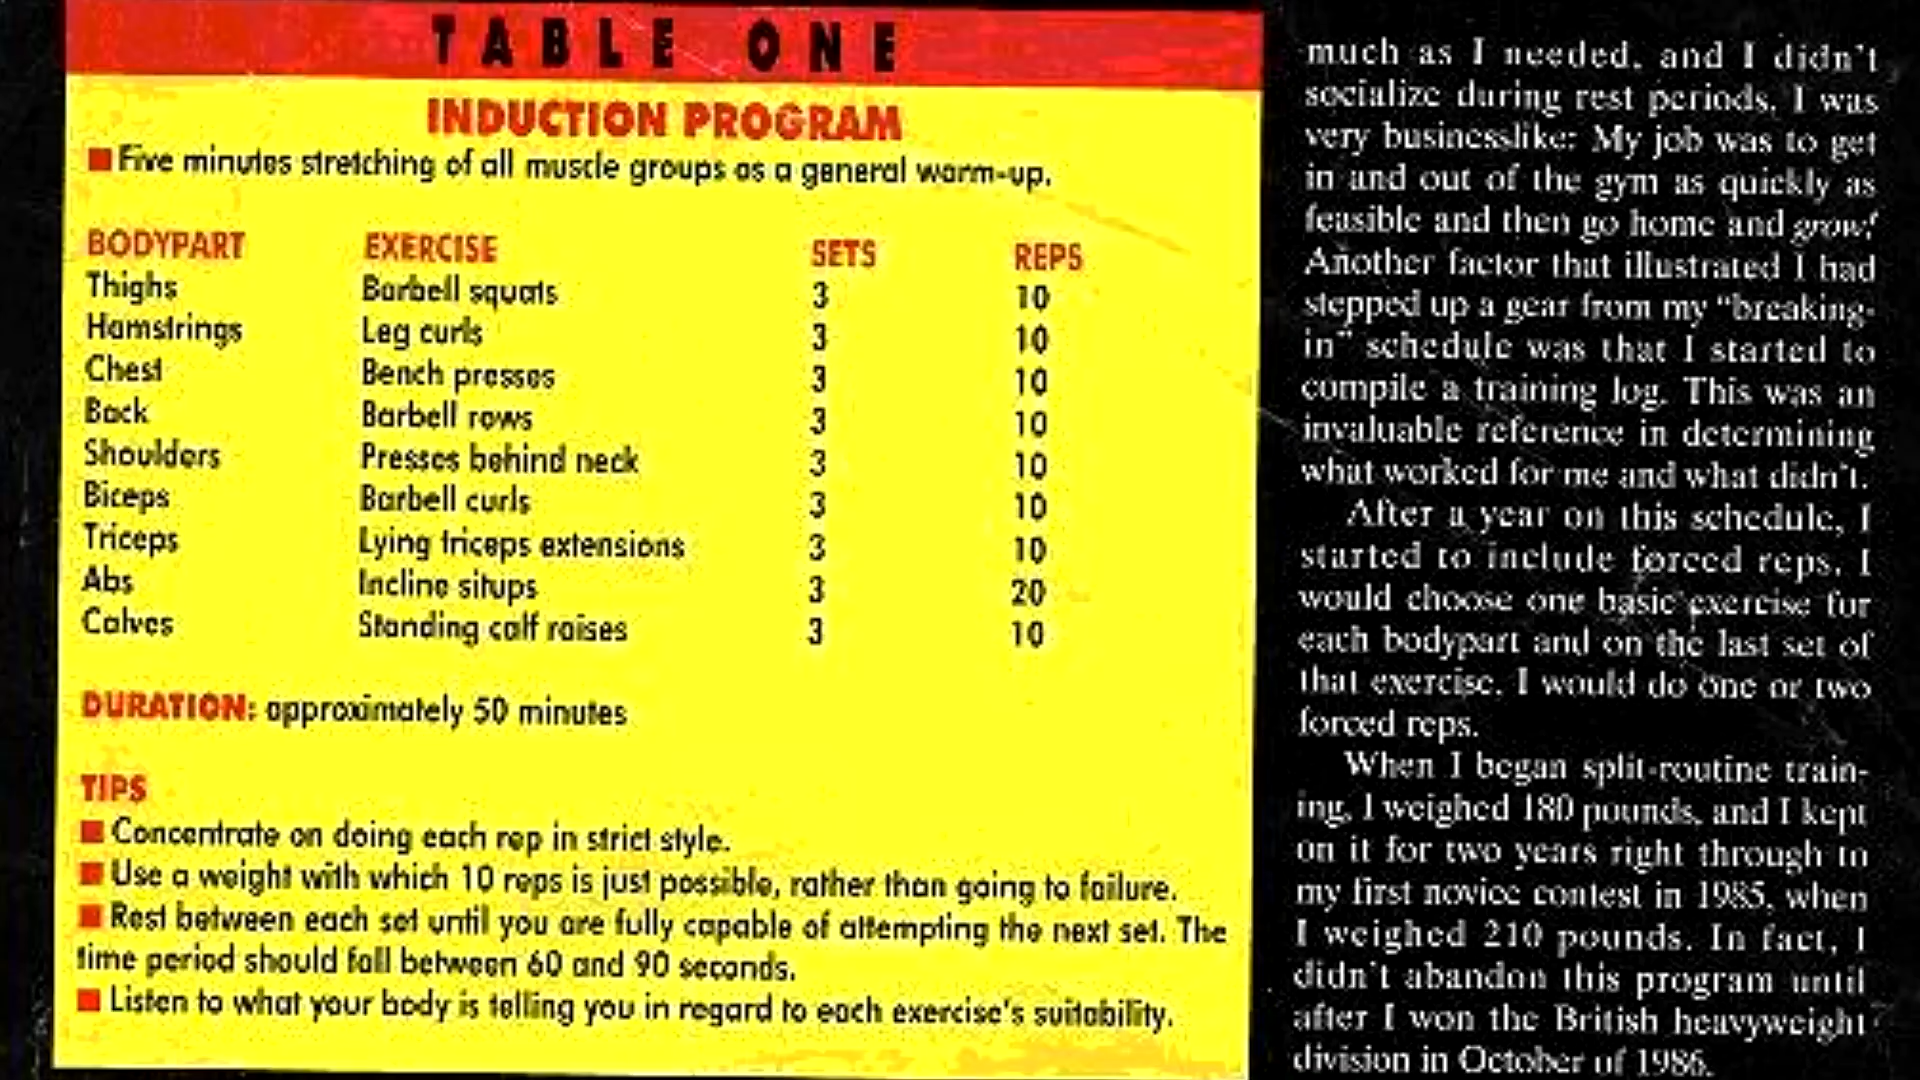 TABLE ONE
INDUCTION PROGRAM
■ Five minutes stretching of all muscle groups as a general warm-up.
BODYPART EXERCISE SETS REPS
Thighs Barbell squats 3 10
Hamstrings Leg curls 3 10
Chest Bench presses 3 10
Back Barbell rows 3 10
Shoulders Presses behind neck 3 10
Biceps Barbell curls 3 10
Triceps Lying triceps extensions 3 10
Abs Incline situps 3 20
Calves Standing calf raises 3 10
DURATION: approximately 50 minutes
TIPS
■ Concentrate on doing each rep in strict style.
■ Use a weight with which 10 reps is just possible, rather than going to failure.
■ Rest between each set until you are fully capable of attempting the next set. The
time period should fall between 60 and 90 seconds.
■ Listen to what your body is telling you in regard to each exercise's suitability.
much as I needed, and I didn't
socialize during rest periods. I was
very businesslike: My job was to get
in and out of the gym as quickly as
feasible and then go home and grow!
Another factor that illustrated I had
stepped up a gear from my "breaking-
in" schedule was that I started to
compile a training log. This was an
invaluable reference in determining
what worked for me and what didn't.
After a year on this schedule, I
started to include forced reps. I
would choose one basic exercise for
each bodypart and on the last set of
that exercise, I would do one or two
forced reps.
When I began split-routine train-
ing, I weighed 180 pounds, and I kept
on it for two years right through to
my first novice contest in 1985, when
I weighed 210 pounds. In fact, I
didn't abandon this program until
after I won the British heavyweight
division in October of 1986.